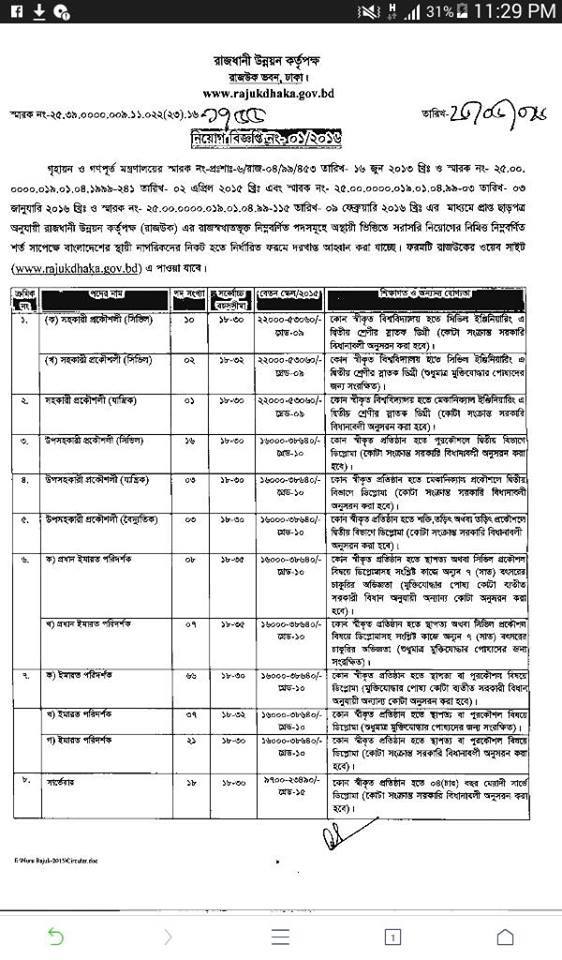 31% 11:29 PM
রাজধানী উন্নয়ন কর্তৃপক্ষ
রাজউক ভবন, ঢাকা।
www.rajukdhaka.gov.bd
স্মারক নং-২৫.৩৯.০০০০.০০৯.১১.০২২(২৩).১৬
তারিখ-
নিয়োগ বিজ্ঞপ্তি নং- ০১/২০১৬
গৃহায়ন ও গণপূর্ত মন্ত্রণালয়ের স্মারক নং-প্রশাঃ-৬/রাজ-০৪/৯৯/৪৫৩ তারিখ- ১৬ জুন ২০১৩ খ্রিঃ ও স্মারক নং- ২৫.০০.
০০০০.০১৯.০১.০৪.১৯৯৯-২৪১ তারিখ- ০২ এপ্রিল ২০১৫ খ্রিঃ এবং স্মারক নং- ২৫.০০.০০০০.০১৯.০১.০৪.৯৯-০৩ তারিখ- ০৩
জানুয়ারি ২০১৬ খ্রিঃ ও স্মারক নং- ২৫.০০.০০০০.০১৯.০১.০৪.৯৯-১১৫ তারিখ- ০৯ ফেব্রুয়ারি ২০১৬ খ্রিঃ এর মাধ্যমে প্রাপ্ত ছাড়পত্র
অনুযায়ী রাজধানী উন্নয়ন কর্তৃপক্ষ (রাজউক) এর রাজস্বখাতভূক্ত নিম্নবর্ণিত পদসমূহে অস্থায়ী ভিত্তিতে সরাসরি নিয়োগের নিমিত্ত নিম্নবর্ণিত
শর্ত সাপেক্ষে বাংলাদেশের স্থায়ী নাগরিকদের নিকট হতে নির্ধারিত ফরমে দরখাস্ত আহ্বান করা যাচ্ছে। ফরমটি রাজউকের ওয়েব সাইট
(www.rajukdhaka.gov.bd) এ পাওয়া যাবে।
ক্রমিক নং পদের নাম পদ সংখ্যা সর্বোচ্চ বয়সসীমা বেতন স্কেল/২০১৫ শিক্ষাগত ও অন্যান্য যোগ্যতা
১. (ক) সহকারী প্রকৌশলী (সিভিল) ১০ ১৮-৩০ ২২০০০-৫৩০৬০/- কোন স্বীকৃত বিশ্ববিদ্যালয় হতে সিভিল ইঞ্জিনিয়ারিং এ
গ্রেড-০৯ দ্বিতীয় শ্রেণীর স্নাতক ডিগ্রী (কোটা সংক্রান্ত সরকারি
বিধানাবলী অনুসরন করা হবে)।
(খ) সহকারী প্রকৌশলী (সিভিল) ০২ ১৮-৩২ ২২০০০-৫৩০৬০/- কোন স্বীকৃত বিশ্ববিদ্যালয় হতে সিভিল ইঞ্জিনিয়ারিং এ
গ্রেড-০৯ দ্বিতীয় শ্রেণীর স্নাতক ডিগ্রী (শুধুমাত্র মুক্তিযোদ্ধার পোষ্যদের
জন্য সংরক্ষিত)।
২. সহকারী প্রকৌশলী (যান্ত্রিক) ০১ ১৮-৩০ ২২০০০-৫৩০৬০/- কোন স্বীকৃত বিশ্ববিদ্যালয় হতে মেকানিক্যাল ইঞ্জিনিয়ারিং এ
গ্রেড-০৯ দ্বিতীয় শ্রেণীর স্নাতক ডিগ্রী (কোটা সংক্রান্ত সরকারি
বিধানাবলী অনুসরন করা হবে)।
৩. উপসহকারী প্রকৌশলী (সিভিল) ১৬ ১৮-৩০ ১৬০০০-৩৮৬৪০/- কোন স্বীকৃত প্রতিষ্ঠান হতে পুরকৌশলে দ্বিতীয় বিভাগে
গ্রেড-১০ ডিপ্লোমা (কোটা সংক্রান্ত সরকারি বিধানাবলী অনুসরন করা
হবে)।
৪. উপসহকারী প্রকৌশলী (যান্ত্রিক) ০৩ ১৮-৩০ ১৬০০০-৩৮৬৪০/- কোন স্বীকৃত প্রতিষ্ঠান হতে মেকানিক্যাল প্রকৌশলে দ্বিতীয়
গ্রেড-১০ বিভাগে ডিপ্লোমা (কোটা সংক্রান্ত সরকারি বিধানাবলী
অনুসরন করা হবে)।
৫. উপসহকারী প্রকৌশলী (বৈদ্যুতিক) ০৩ ১৮-৩০ ১৬০০০-৩৮৬৪০/- কোন স্বীকৃত প্রতিষ্ঠান হতে শক্তি,তড়িৎ অথবা তড়িৎ প্রকৌশলে
গ্রেড-১০ দ্বিতীয় বিভাগে ডিপ্লোমা (কোটা সংক্রান্ত সরকারি বিধানাবলী
অনুসরন করা হবে)।
৬. ক) প্রধান ইমারত পরিদর্শক ০৮ ১৮-৩৫ ১৬০০০-৩৮৬৪০/- কোন স্বীকৃত প্রতিষ্ঠান হতে স্থাপত্য অথবা সিভিল প্রকৌশল
গ্রেড-১০ বিষয়ে ডিপ্লোমাসহ সংশ্লিষ্ট কাজে অন্যুন ৭ (সাত) বৎসরের
চাকুরির অভিজ্ঞতা (মুক্তিযোদ্ধার পোষ্য কোটা ব্যতীত
সরকারী বিধান অনুযায়ী অন্যান্য কোটা অনুসরন করা
হবে)।
খ) প্রধান ইমারত পরিদর্শক ০৭ ১৮-৩৫ ১৬০০০-৩৮৬৪০/- কোন স্বীকৃত প্রতিষ্ঠান হতে স্থাপত্য অথবা সিভিল প্রকৌশল
গ্রেড-১০ বিষয়ে ডিপ্লোমাসহ সংশ্লিষ্ট কাজে অন্যুন ৭ (সাত) বৎসরের
চাকুরির অভিজ্ঞতা (শুধুমাত্র মুক্তিযোদ্ধার পোষ্যদের জন্য
সংরক্ষিত)।
৭. ক) ইমারত পরিদর্শক ৬৬ ১৮-৩০ ১৬০০০-৩৮৬৪০/- কোন স্বীকৃত প্রতিষ্ঠান হতে স্থাপত্য বা পুরকৌশল বিষয়ে
গ্রেড-১০ ডিপ্লোমা (মুক্তিযোদ্ধার পোষ্য কোটা ব্যতীত সরকারী বিধান
অনুযায়ী অন্যান্য কোটা অনুসরন করা হবে)।
খ) ইমারত পরিদর্শক ৩৭ ১৮-৩২ ১৬০০০-৩৮৬৪০/- কোন স্বীকৃত প্রতিষ্ঠান হতে স্থাপত্য বা পুরকৌশল বিষয়ে
গ্রেড-১০ ডিপ্লোমা (শুধুমাত্র মুক্তিযোদ্ধার পোষ্যদের জন্য সংরক্ষিত)।
গ) ইমারত পরিদর্শক ২১ ১৮-৩০ ১৬০০০-৩৮৬৪০/- কোন স্বীকৃত প্রতিষ্ঠান হতে স্থাপত্য বা পুরকৌশল বিষয়ে
গ্রেড-১০ ডিপ্লোমা (কোটা সংক্রান্ত সরকারি বিধানাবলী অনুসরন করা
হবে)।
৮. সার্ভেয়ার ১৮ ১৮-৩০ ৯৭০০-২৩৪৯০/- কোন স্বীকৃত প্রতিষ্ঠান হতে ০৪(চার) বছর মেয়াদী সার্ভে
গ্রেড-১৫ ডিপ্লোমা (কোটা সংক্রান্ত সরকারি বিধানাবলী অনুসরন করা
হবে)।
1